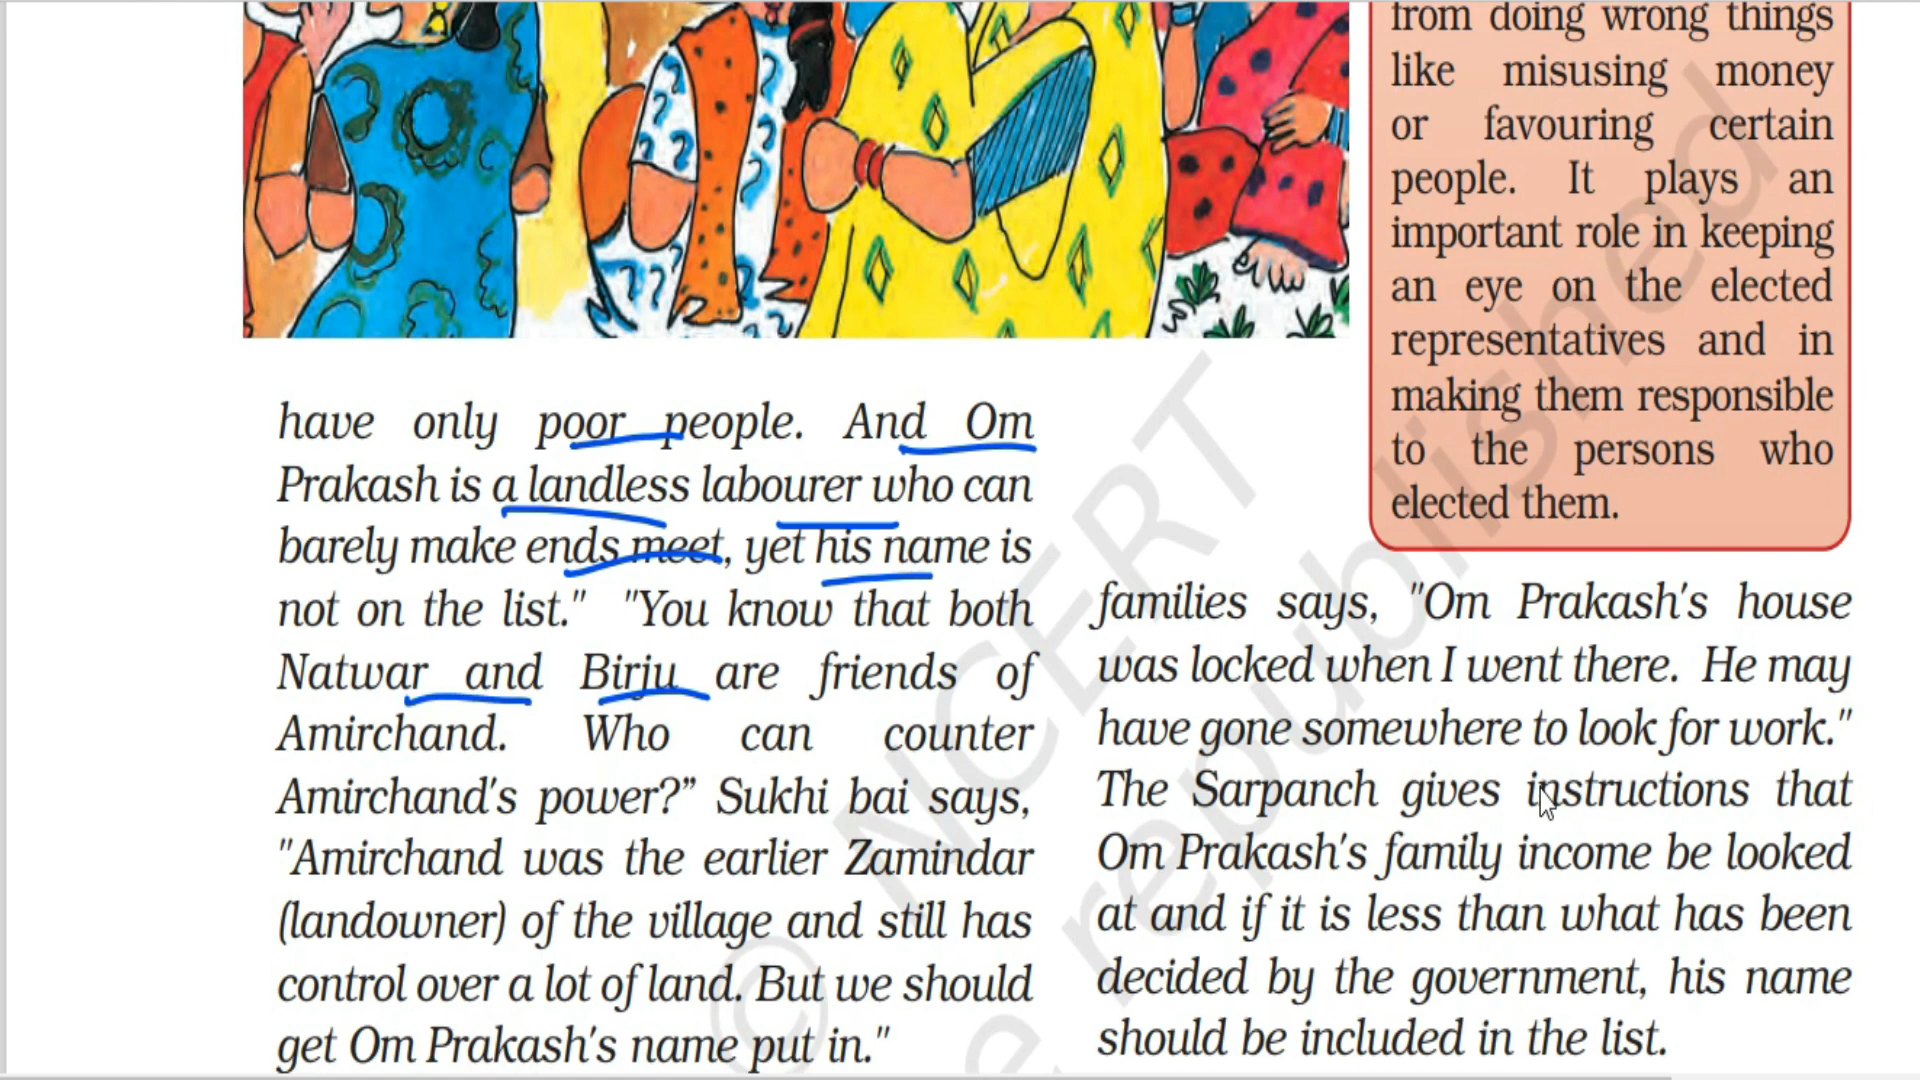 from doing wrong things
like misusing money
or favouring certain
people. It plays an
important role in keeping
an eye on the elected
representatives and in
making them responsible
to the persons who
elected them.
have only poor people. And Om
Prakash is a landless labourer who can
barely make ends meet, yet his name is
not on the list." "You know that both
Natwar and Birju are friends of
Amirchand. Who can counter
Amirchand's power?” Sukhi bai says,
"Amirchand was the earlier Zamindar
(landowner) of the village and still has
control over a lot of land. But we should
get Om Prakash's name put in."
families says, "Om Prakash's house
was locked when I went there. He may
have gone somewhere to look for work."
The Sarpanch gives instructions that
Om Prakash's family income be looked
at and if it is less than what has been
decided by the government, his name
should be included in the list.
© NCERT
e republished